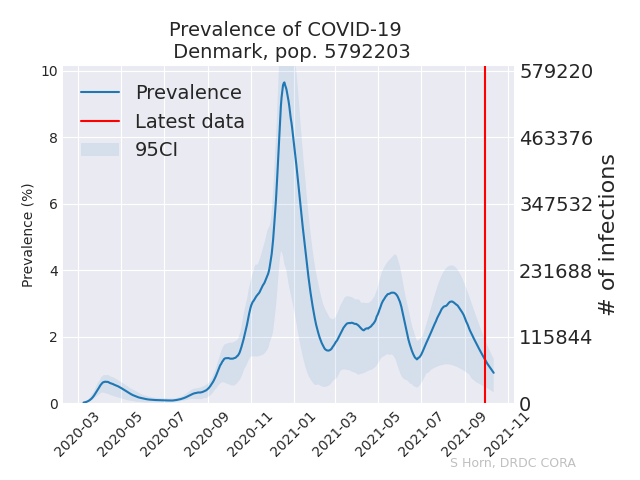 Prevalence of COVID-19
Denmark, pop. 5792203
Prevalence
Latest data
95CI
Prevalence (%)
10
8
6
4
2
0
579220
463376
347532
231688
115844
0
# of infections
2020-03
2020-05
2020-07
2020-09
2020-11
2021-01
2021-03
2021-05
2021-07
2021-09
2021-11
S Horn, DRDC CORA